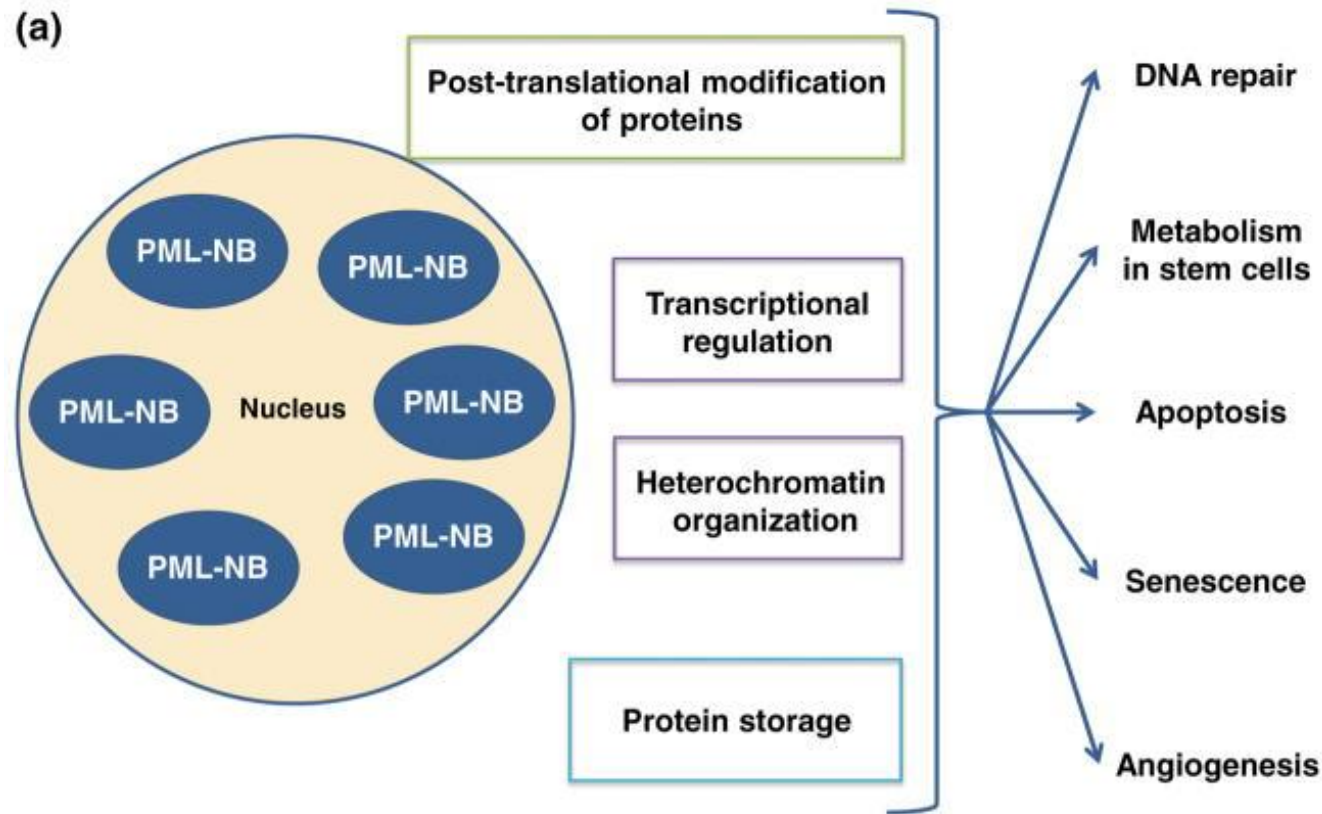 (a)
Post-translational modification
of proteins
PML-NB
PML-NB
PML-NB
Nucleus
PML-NB
PML-NB
PML-NB
Transcriptional
regulation
Heterochromatin
organization
Protein storage
DNA repair
Metabolism
in stem cells
Apoptosis
Senescence
Angiogenesis